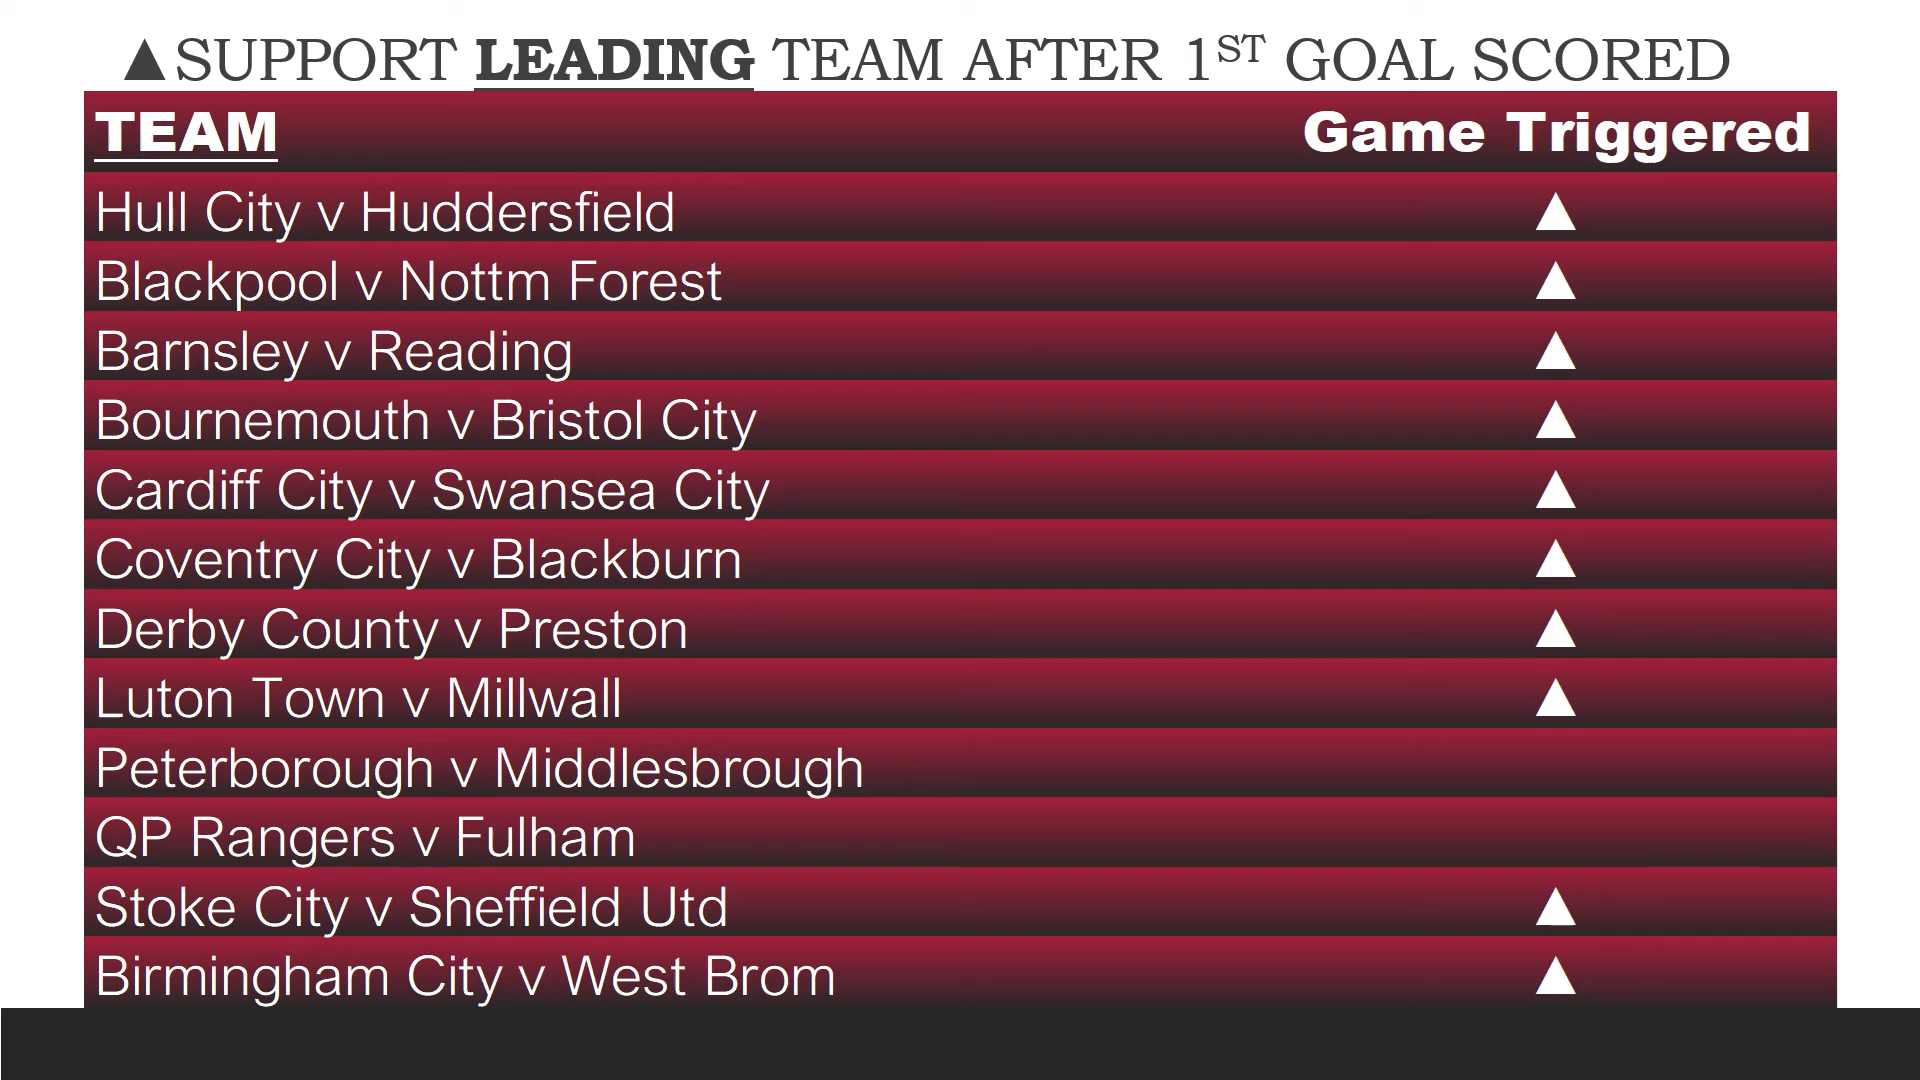 ▲SUPPORT LEADING TEAM AFTER 1ST GOAL SCORED
TEAM Game Triggered
Hull City v Huddersfield ▲
Blackpool v Nottm Forest ▲
Barnsley v Reading ▲
Bournemouth v Bristol City ▲
Cardiff City v Swansea City ▲
Coventry City v Blackburn ▲
Derby County v Preston ▲
Luton Town v Millwall ▲
Peterborough v Middlesbrough
QP Rangers v Fulham
Stoke City v Sheffield Utd ▲
Birmingham City v West Brom ▲